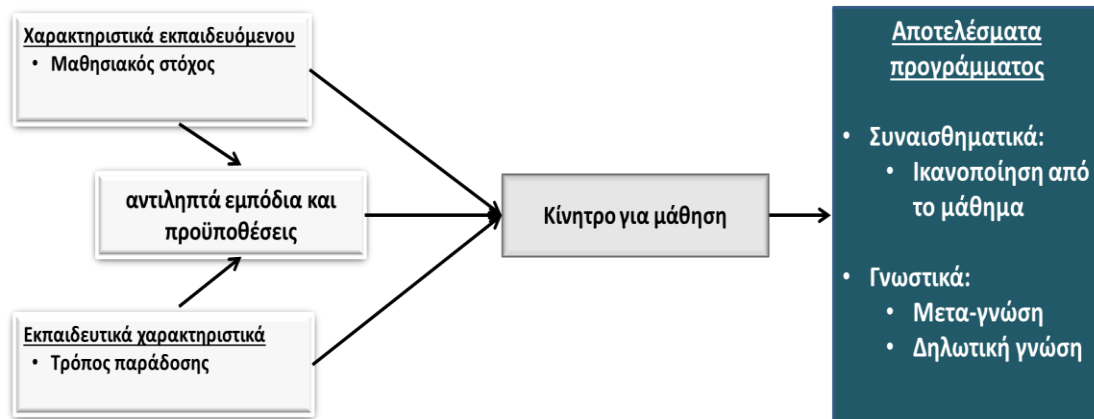 Χαρακτηριστικά εκπαιδευόμενου
• Μαθησιακός στόχος
αντιληπτά εμπόδια και
προϋποθέσεις
Εκπαιδευτικά χαρακτηριστικά
• Τρόπος παράδοσης
Κίνητρο για μάθηση
Αποτελέσματα
προγράμματος
• Συναισθηματικά:
• Ικανοποίηση από
το μάθημα
• Γνωστικά:
• Μετα-γνώση
• Δηλωτική γνώση